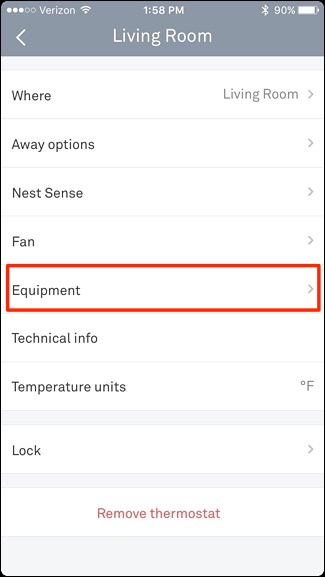 Verizon 1:58 PM 90%
Living Room
Where Living Room
Away options
Nest Sense
Fan
Equipment
Technical info
Temperature units °F
Lock
Remove thermostat